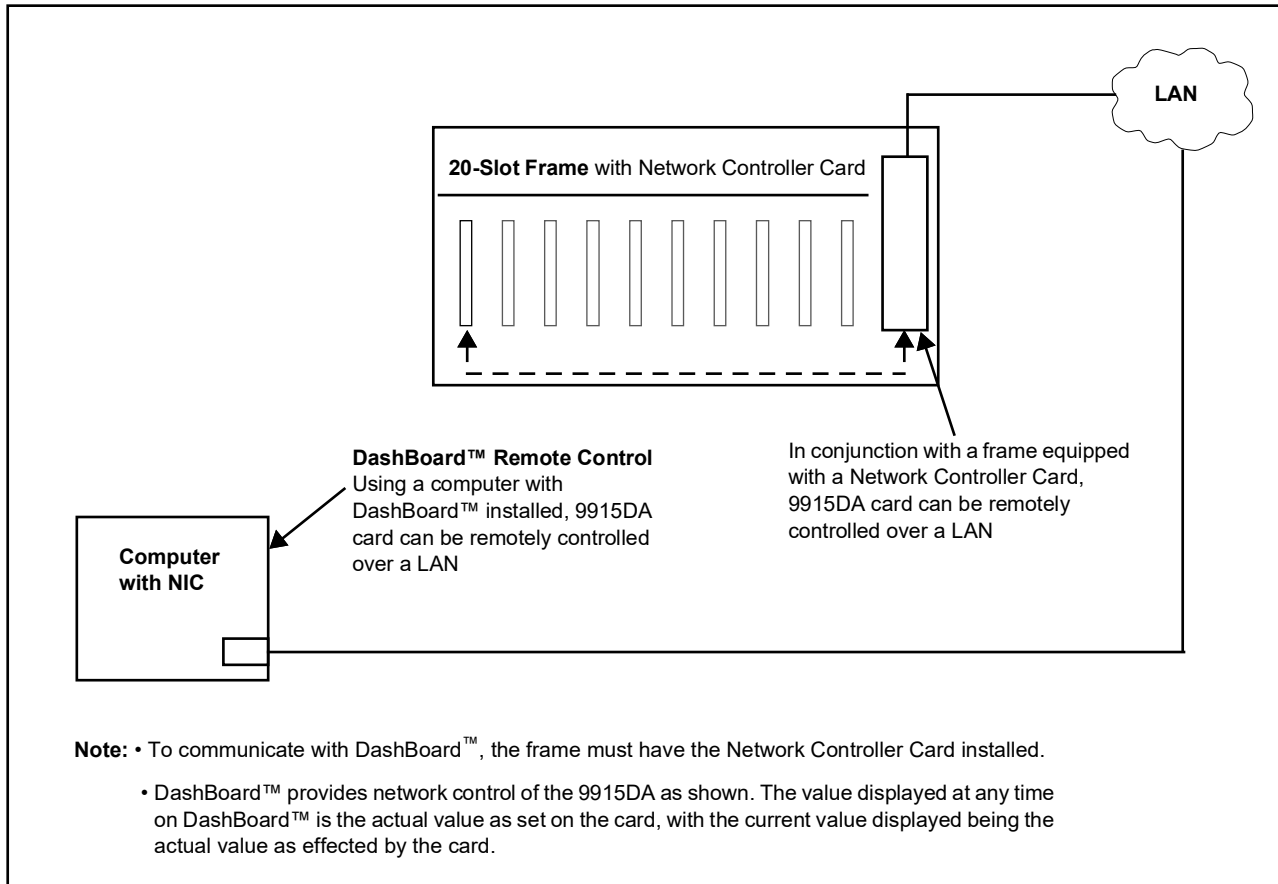 LAN
20-Slot Frame with Network Controller Card
DashBoard™ Remote Control
Using a computer with
DashBoard™ installed, 9915DA
card can be remotely controlled
over a LAN
In conjunction with a frame equipped
with a Network Controller Card,
9915DA card can be remotely
controlled over a LAN
Computer
with NIC
Note: • To communicate with DashBoard™, the frame must have the Network Controller Card installed.
• DashBoard™ provides network control of the 9915DA as shown. The value displayed at any time
on DashBoard™ is the actual value as set on the card, with the current value displayed being the
actual value as effected by the card.